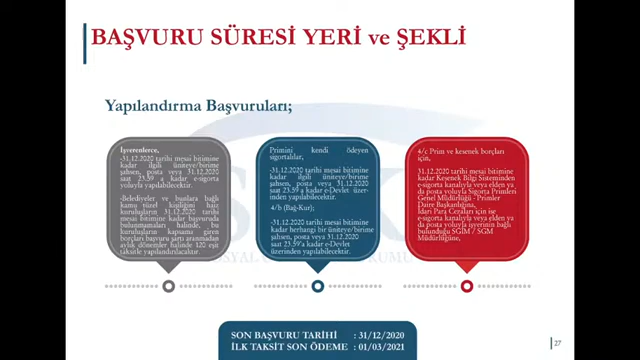 BAŞVURU SÜRESİ YERİ ve ŞEKLİ
Yapılandırma Başvuruları;
İşverenlerce,
-31.12.2020 tarihi mesai bitimine
kadar ilgili üniteye/birime
şahsen, posta veya 31.12.2020
saat 23.59 a kadar e-sigorta
yoluyla yapılabilecektir.
-Belediyeler ve bunlara bağlı
kamu tüzel kişiliğini haiz
kuruluşların 31.12.2020 tarihi
mesai bitimine kadar başvuruda
bulunmamaları halinde, bu
kuruluşların kapsama giren
borçları başvuru şartı aranmadan
aylık dönemler halinde 120 eşit
taksitle yapılandırılacaktır.
Primini kendi ödeyen
sigortalılar,
-31.12.2020 tarihi mesai bitimine
kadar ilgili üniteye/birime
şahsen, posta veya 31.12.2020
saat 23.59'a kadar e-Devlet üzer-
inden yapılabilecektir.
4/b (Bağ-Kur);
-31.12.2020 tarihi mesai bitimine
kadar herhangi bir üniteye/birime
şahsen, posta veya 31.12.2020
saat 23.59'a kadar e-Devlet
üzerinden yapılabilecektir.
4/c Prim ve kesenek borçları
için,
31.12.2020 tarihi mesai bitimine
kadar Kesenek Bilgi Sisteminden
e-sigorta kanalıyla veya elden ya
da posta yoluyla Sigorta Primleri
Genel Müdürlüğü - Primler
Daire Başkanlığına,
İdari Para Cezaları için ise
e-sigorta kanalıyla veya elden ya
da posta yoluyla işyerinin bağlı
bulunduğu SGİM / SGM
Müdürlüğüne,
SON BAŞVURU TARİHİ : 31/12/2020
İLK TAKSİT SON ÖDEME : 01/03/2021
27